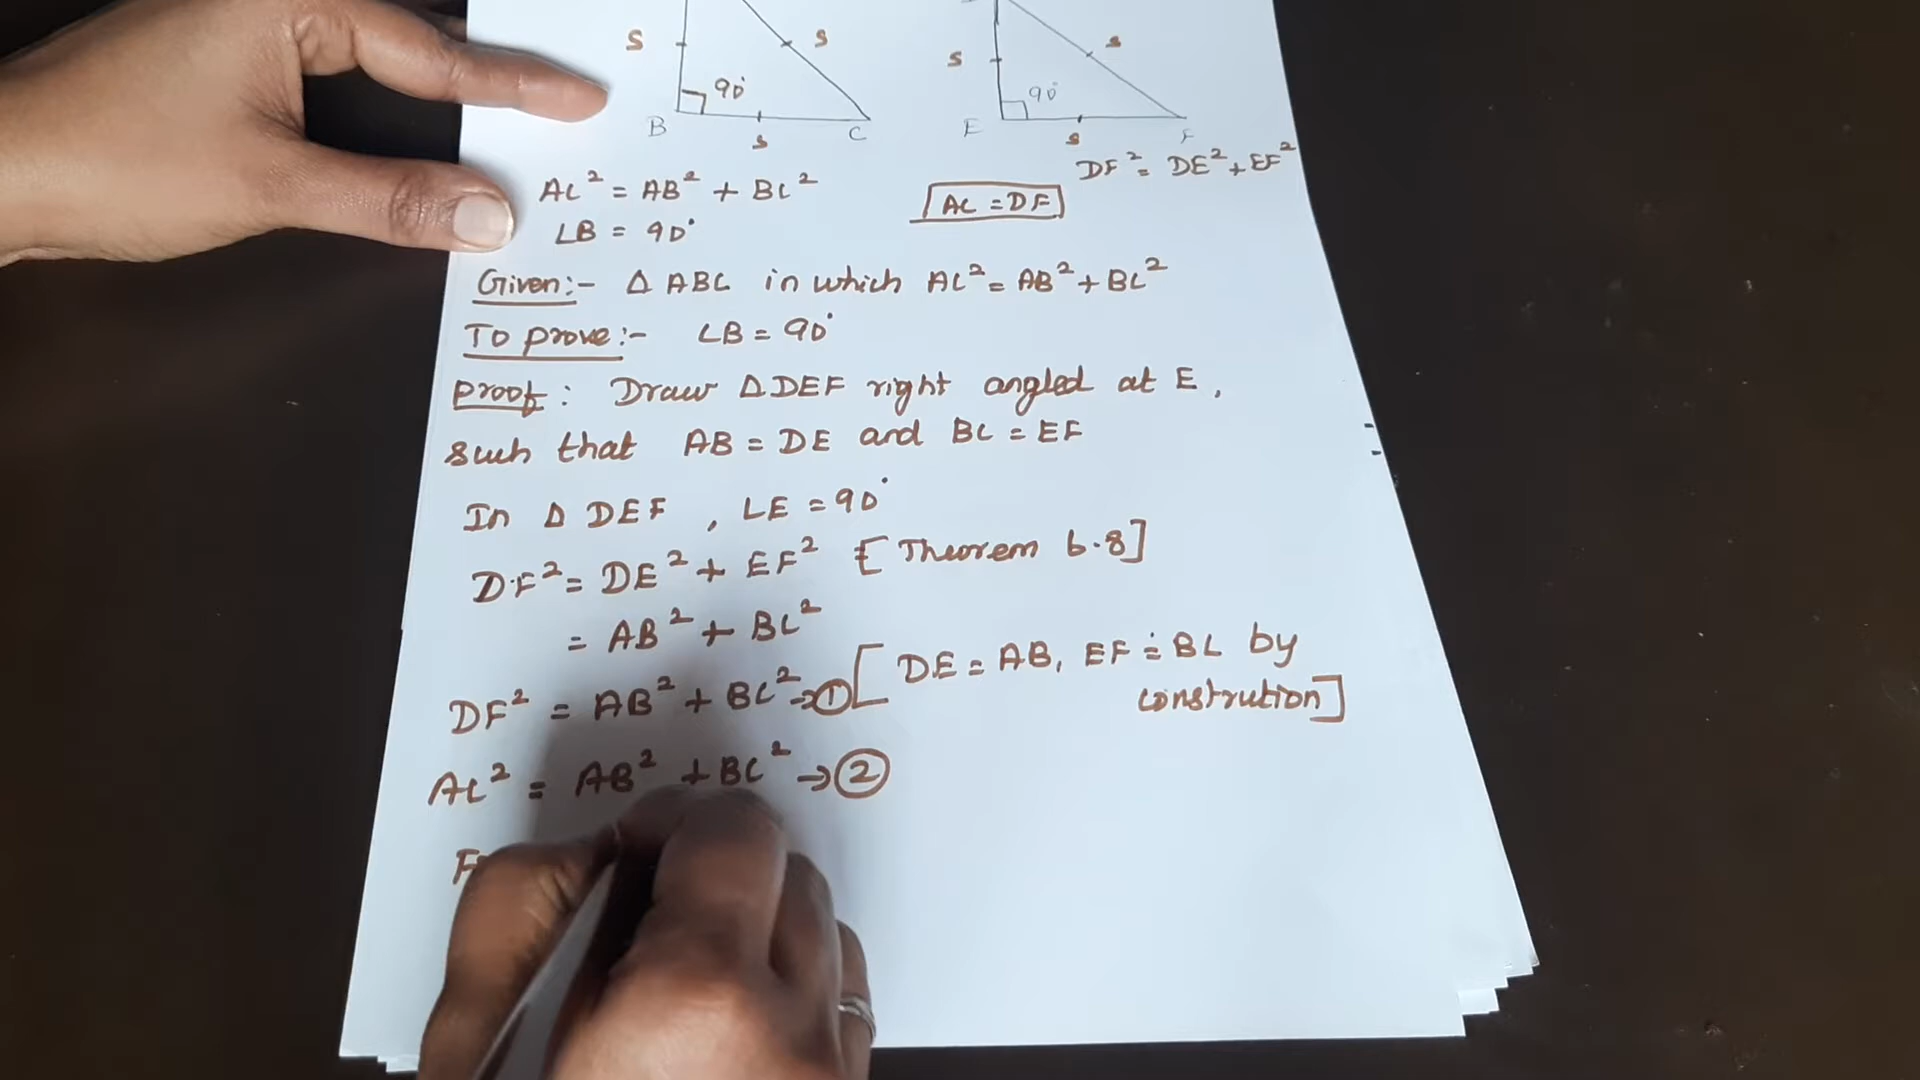 S S S S
90° 90°
B S C E S F
DF² = DE² + EF²
AC² = AB² + BC²
AC = DF
∠B = 90°
Given:- Δ ABC in which AC² = AB² + BC²
To prove:- ∠B = 90°
Proof: Draw ΔDEF right angled at E,
such that AB = DE and BC = EF
In Δ DEF, ∠E = 90°
DF² = DE² + EF² [Theorem 6.8]
= AB² + BC²
DF² = AB² + BC² → ① [DE = AB, EF = BC by
constrution]
AC² = AB² + BC² → ②